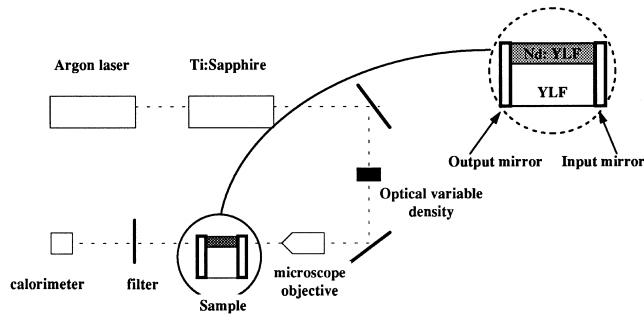 Argon laser
Ti:Sapphire
Nd: YLF
YLF
Output mirror
Input mirror
Optical variable
density
calorimeter
filter
Sample
microscope
objective